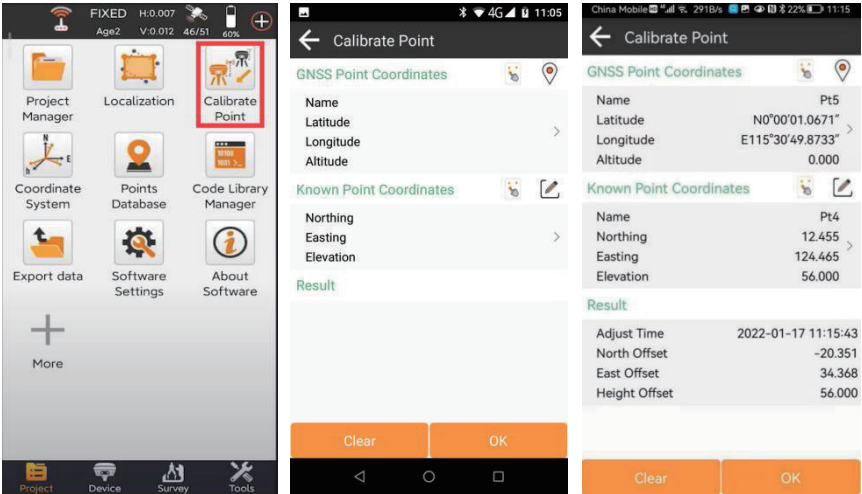 FIXED H:0.007
Age2 V:0.012 46/51 60%
Project Manager
Localization
Calibrate Point
Coordinate System
Points Database
Code Library Manager
Export data
Software Settings
About Software
More
Project
Device
Survey
Tools
4G 11:05
Calibrate Point
GNSS Point Coordinates
Name
Latitude
Longitude
Altitude
Known Point Coordinates
Northing
Easting
Elevation
Result
Clear
OK
China Mobile 291B/s 22% 11:15
Calibrate Point
GNSS Point Coordinates
Name Pt5
Latitude N0°00'01.0671"
Longitude E115°30'49.8733"
Altitude 0.000
Known Point Coordinates
Name Pt4
Northing 12.455
Easting 124.465
Elevation 56.000
Result
Adjust Time 2022-01-17 11:15:43
North Offset -20.351
East Offset 34.368
Height Offset 56.000
Clear
OK